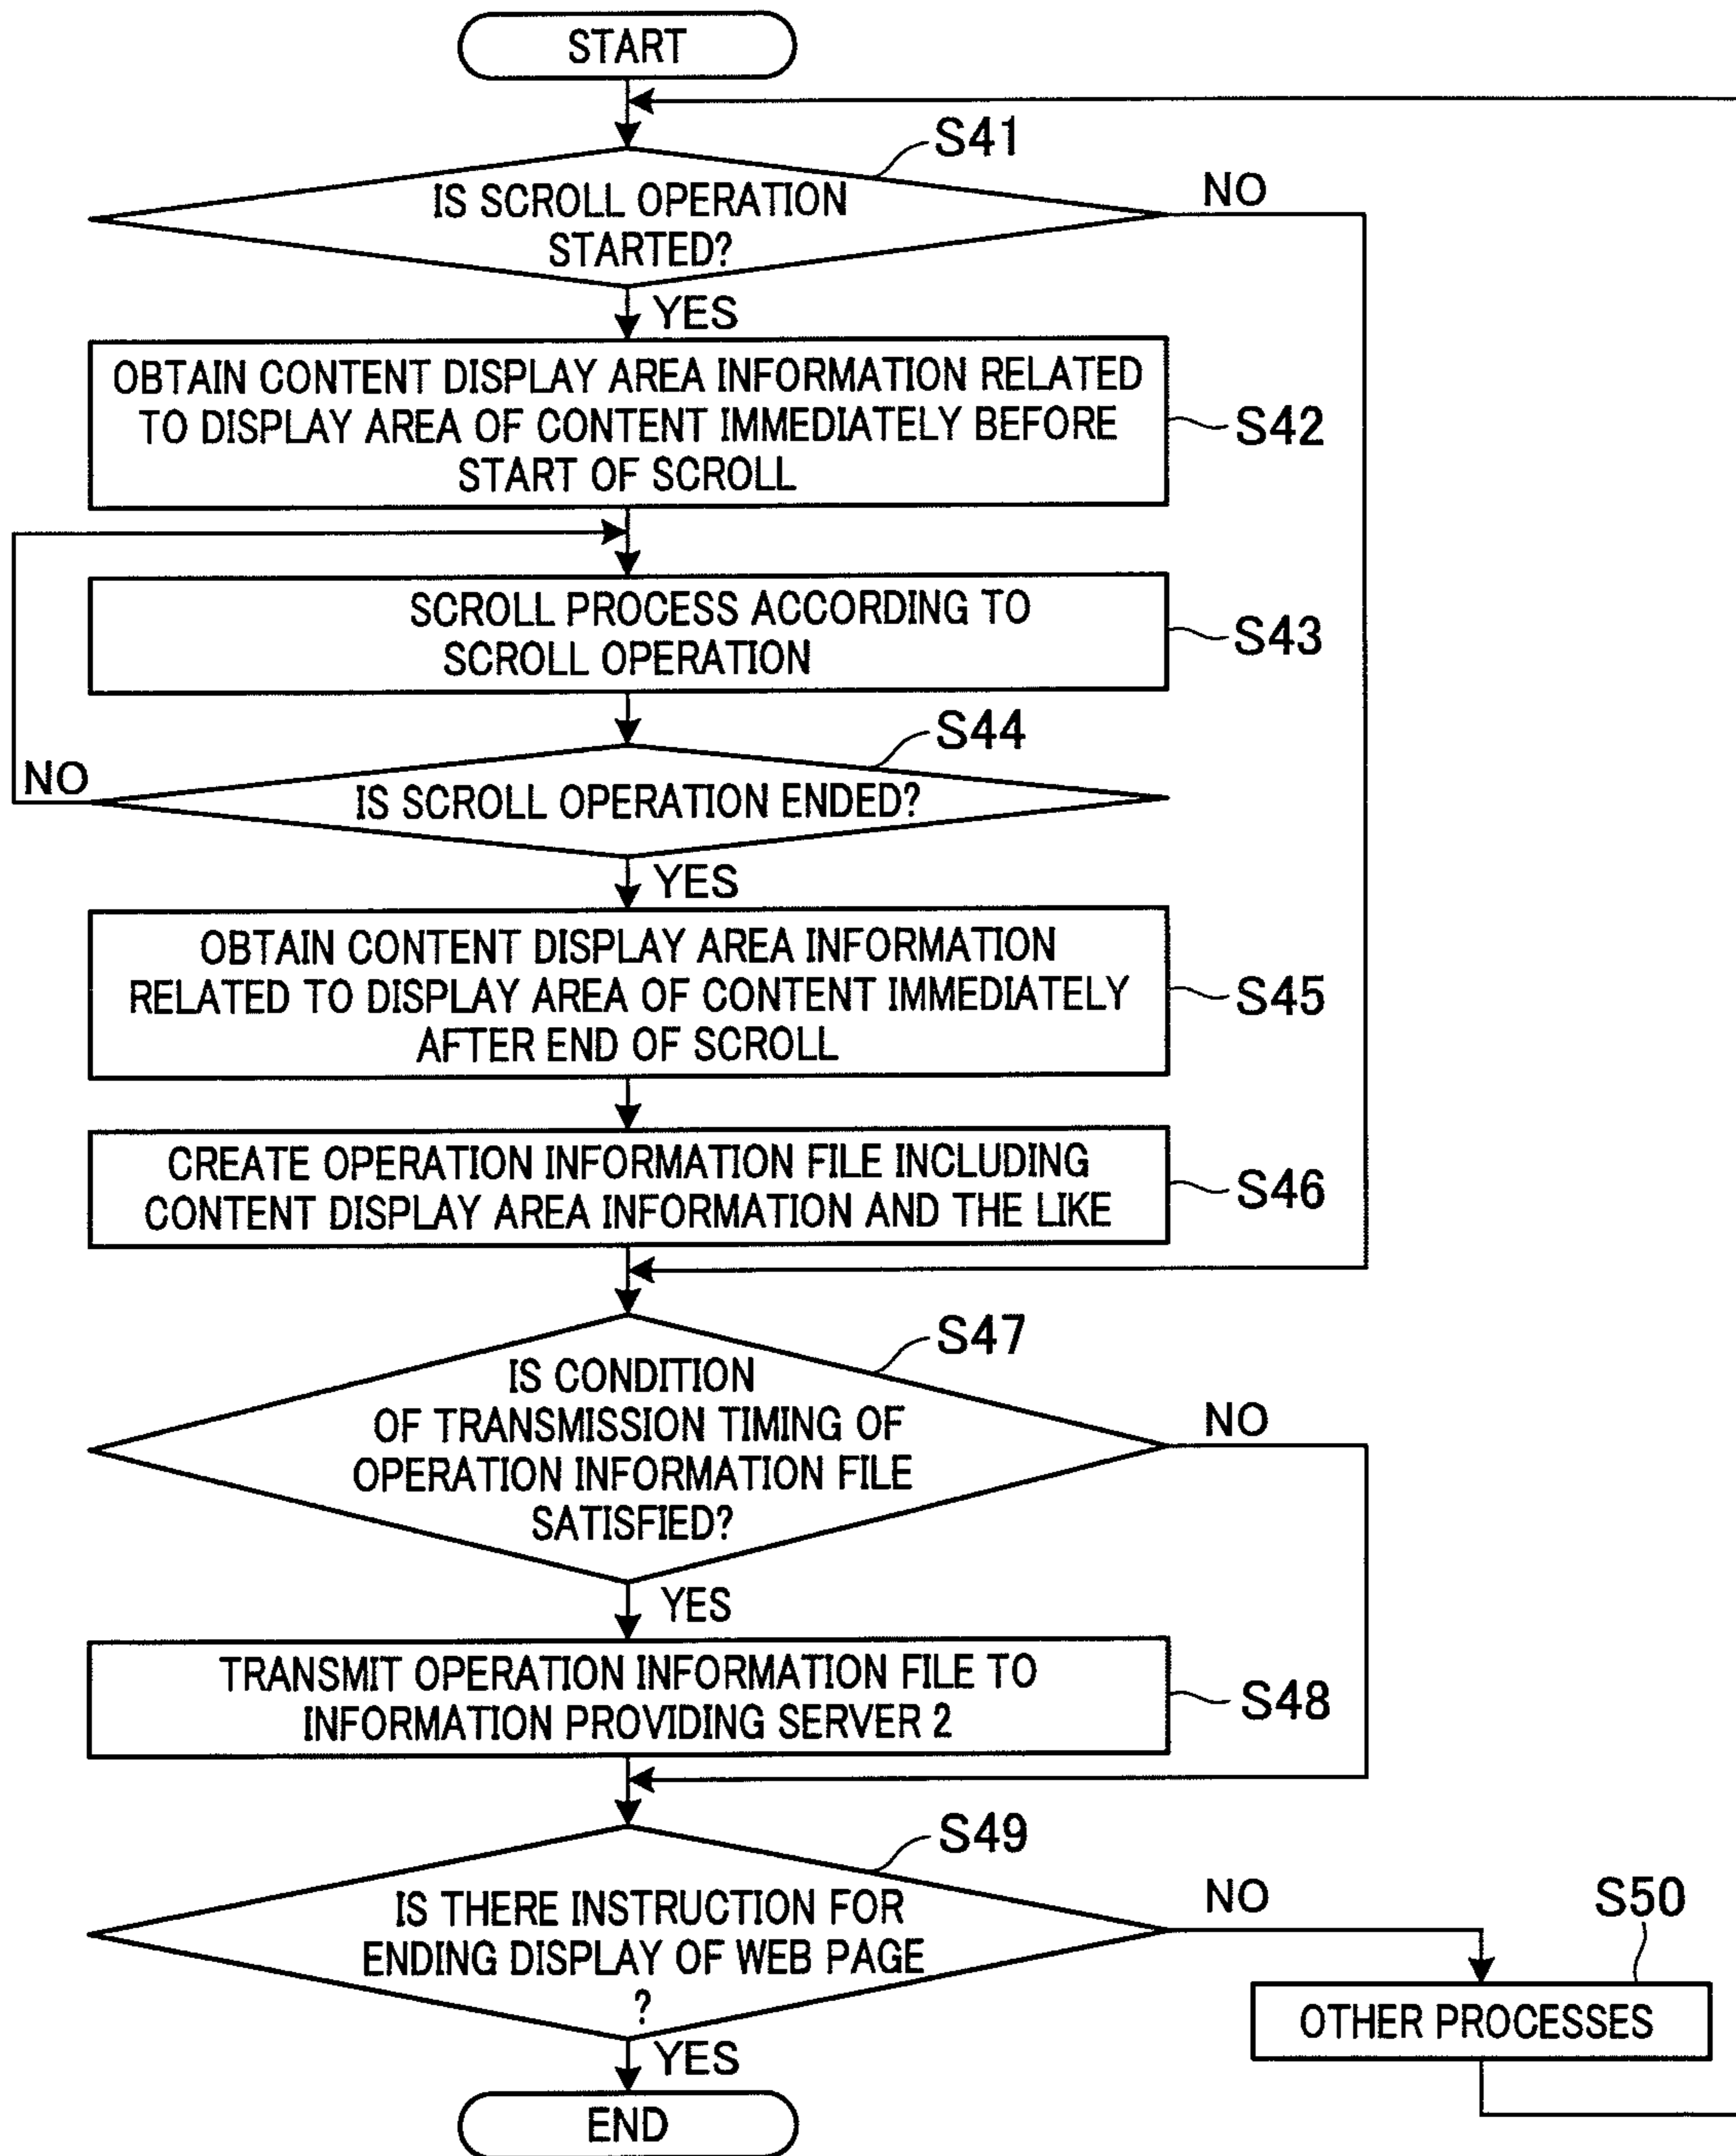 START
S41
IS SCROLL OPERATION
STARTED?
NO
YES
OBTAIN CONTENT DISPLAY AREA INFORMATION RELATED
TO DISPLAY AREA OF CONTENT IMMEDIATELY BEFORE
START OF SCROLL
S42
SCROLL PROCESS ACCORDING TO
SCROLL OPERATION
S43
S44
NO
IS SCROLL OPERATION ENDED?
YES
OBTAIN CONTENT DISPLAY AREA INFORMATION
RELATED TO DISPLAY AREA OF CONTENT IMMEDIATELY
AFTER END OF SCROLL
S45
CREATE OPERATION INFORMATION FILE INCLUDING
CONTENT DISPLAY AREA INFORMATION AND THE LIKE
S46
S47
IS CONDITION
OF TRANSMISSION TIMING OF
OPERATION INFORMATION FILE
SATISFIED?
NO
YES
TRANSMIT OPERATION INFORMATION FILE TO
INFORMATION PROVIDING SERVER 2
S48
S49
IS THERE INSTRUCTION FOR
ENDING DISPLAY OF WEB PAGE
?
NO
S50
OTHER PROCESSES
YES
END